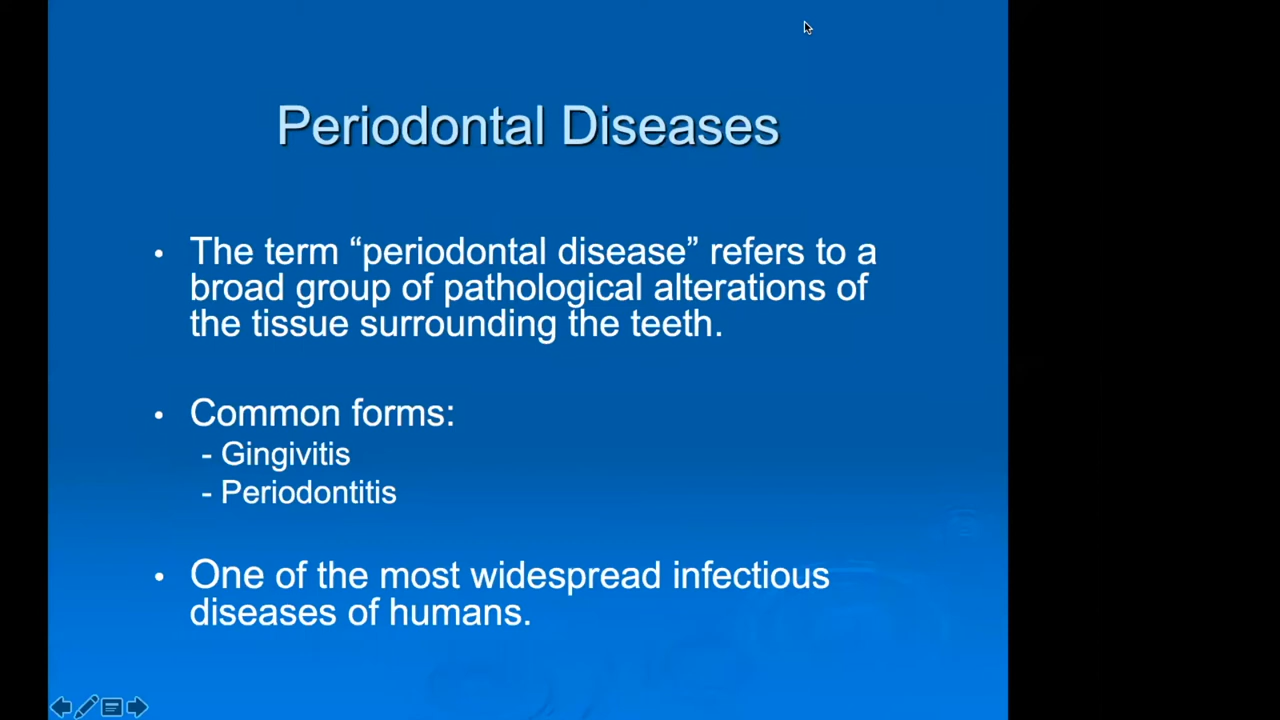 Periodontal Diseases
• The term “periodontal disease” refers to a
broad group of pathological alterations of
the tissue surrounding the teeth.
• Common forms:
- Gingivitis
- Periodontitis
• One of the most widespread infectious
diseases of humans.